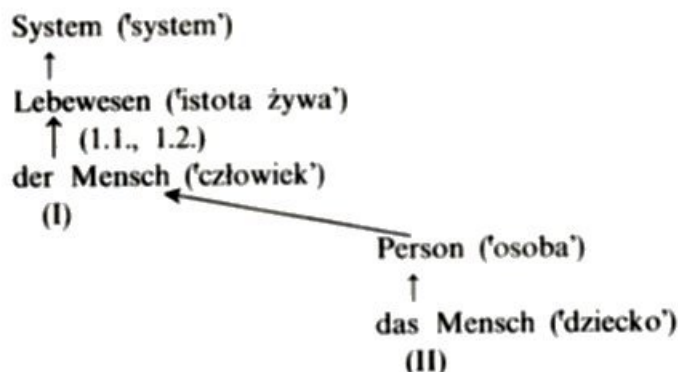 System ('system')
↑
Lebewesen ('istota żywa')
↑ (1.1., 1.2.)
der Mensch ('człowiek')
(I)
Person ('osoba')
↑
das Mensch ('dziecko')
(II)